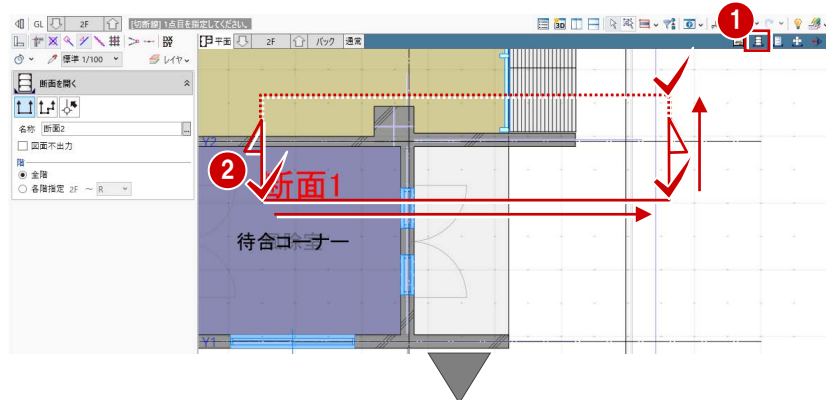 GL 2F [切断線] 1点目を指定してください。
1
平面 2F バック 通常
標準 1/100 レイヤ
断面を開く
名称 断面2 ...
図面不出力
階
全階
各階指定 2F ～ R
Y2
2
断面1
待合コーナー
風除室
Y1